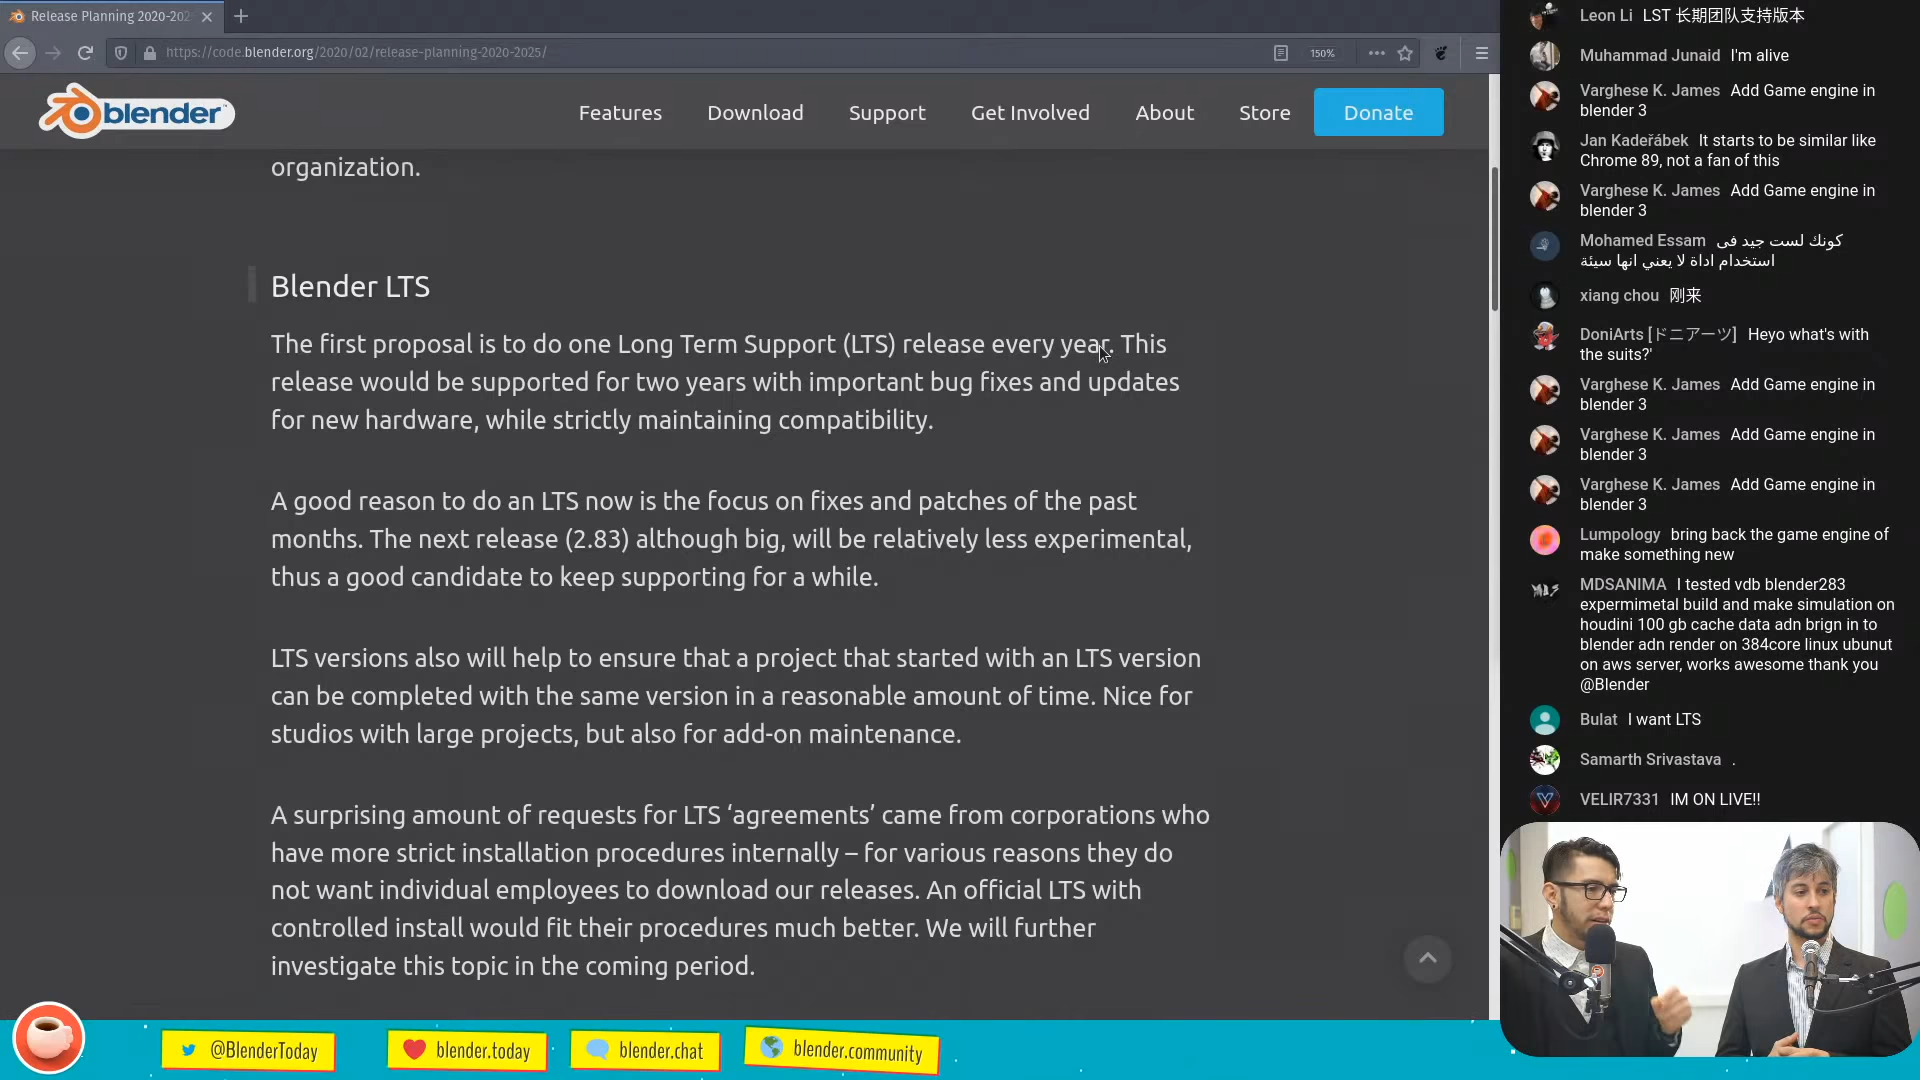 Release Planning 2020-202
https://code.blender.org/2020/02/release-planning-2020-2025/
150%
blender
Features
Download
Support
Get Involved
About
Store
Donate
organization.
Blender LTS
The first proposal is to do one Long Term Support (LTS) release every year. This
release would be supported for two years with important bug fixes and updates
for new hardware, while strictly maintaining compatibility.
A good reason to do an LTS now is the focus on fixes and patches of the past
months. The next release (2.83) although big, will be relatively less experimental,
thus a good candidate to keep supporting for a while.
LTS versions also will help to ensure that a project that started with an LTS version
can be completed with the same version in a reasonable amount of time. Nice for
studios with large projects, but also for add-on maintenance.
A surprising amount of requests for LTS ‘agreements’ came from corporations who
have more strict installation procedures internally – for various reasons they do
not want individual employees to download our releases. An official LTS with
controlled install would fit their procedures much better. We will further
investigate this topic in the coming period.
Leon Li LST 长期团队支持版本
Muhammad Junaid I'm alive
Varghese K. James Add Game engine in
blender 3
Jan Kadeřábek It starts to be similar like
Chrome 89, not a fan of this
Varghese K. James Add Game engine in
blender 3
Mohamed Essam كونك لست جيد فى
استخدام اداة لا يعني انها سيئة
xiang chou 刚来
DoniArts [ドニアーツ] Heyo what's with
the suits?'
Varghese K. James Add Game engine in
blender 3
Varghese K. James Add Game engine in
blender 3
Varghese K. James Add Game engine in
blender 3
Lumpology bring back the game engine of
make something new
MDSANIMA I tested vdb blender283
expermimetal build and make simulation on
houdini 100 gb cache data adn brign in to
blender adn render on 384core linux ubunut
on aws server, works awesome thank you
@Blender
Bulat I want LTS
Samarth Srivastava .
VELIR7331 IM ON LIVE!!
@BlenderToday
blender.today
blender.chat
blender.community